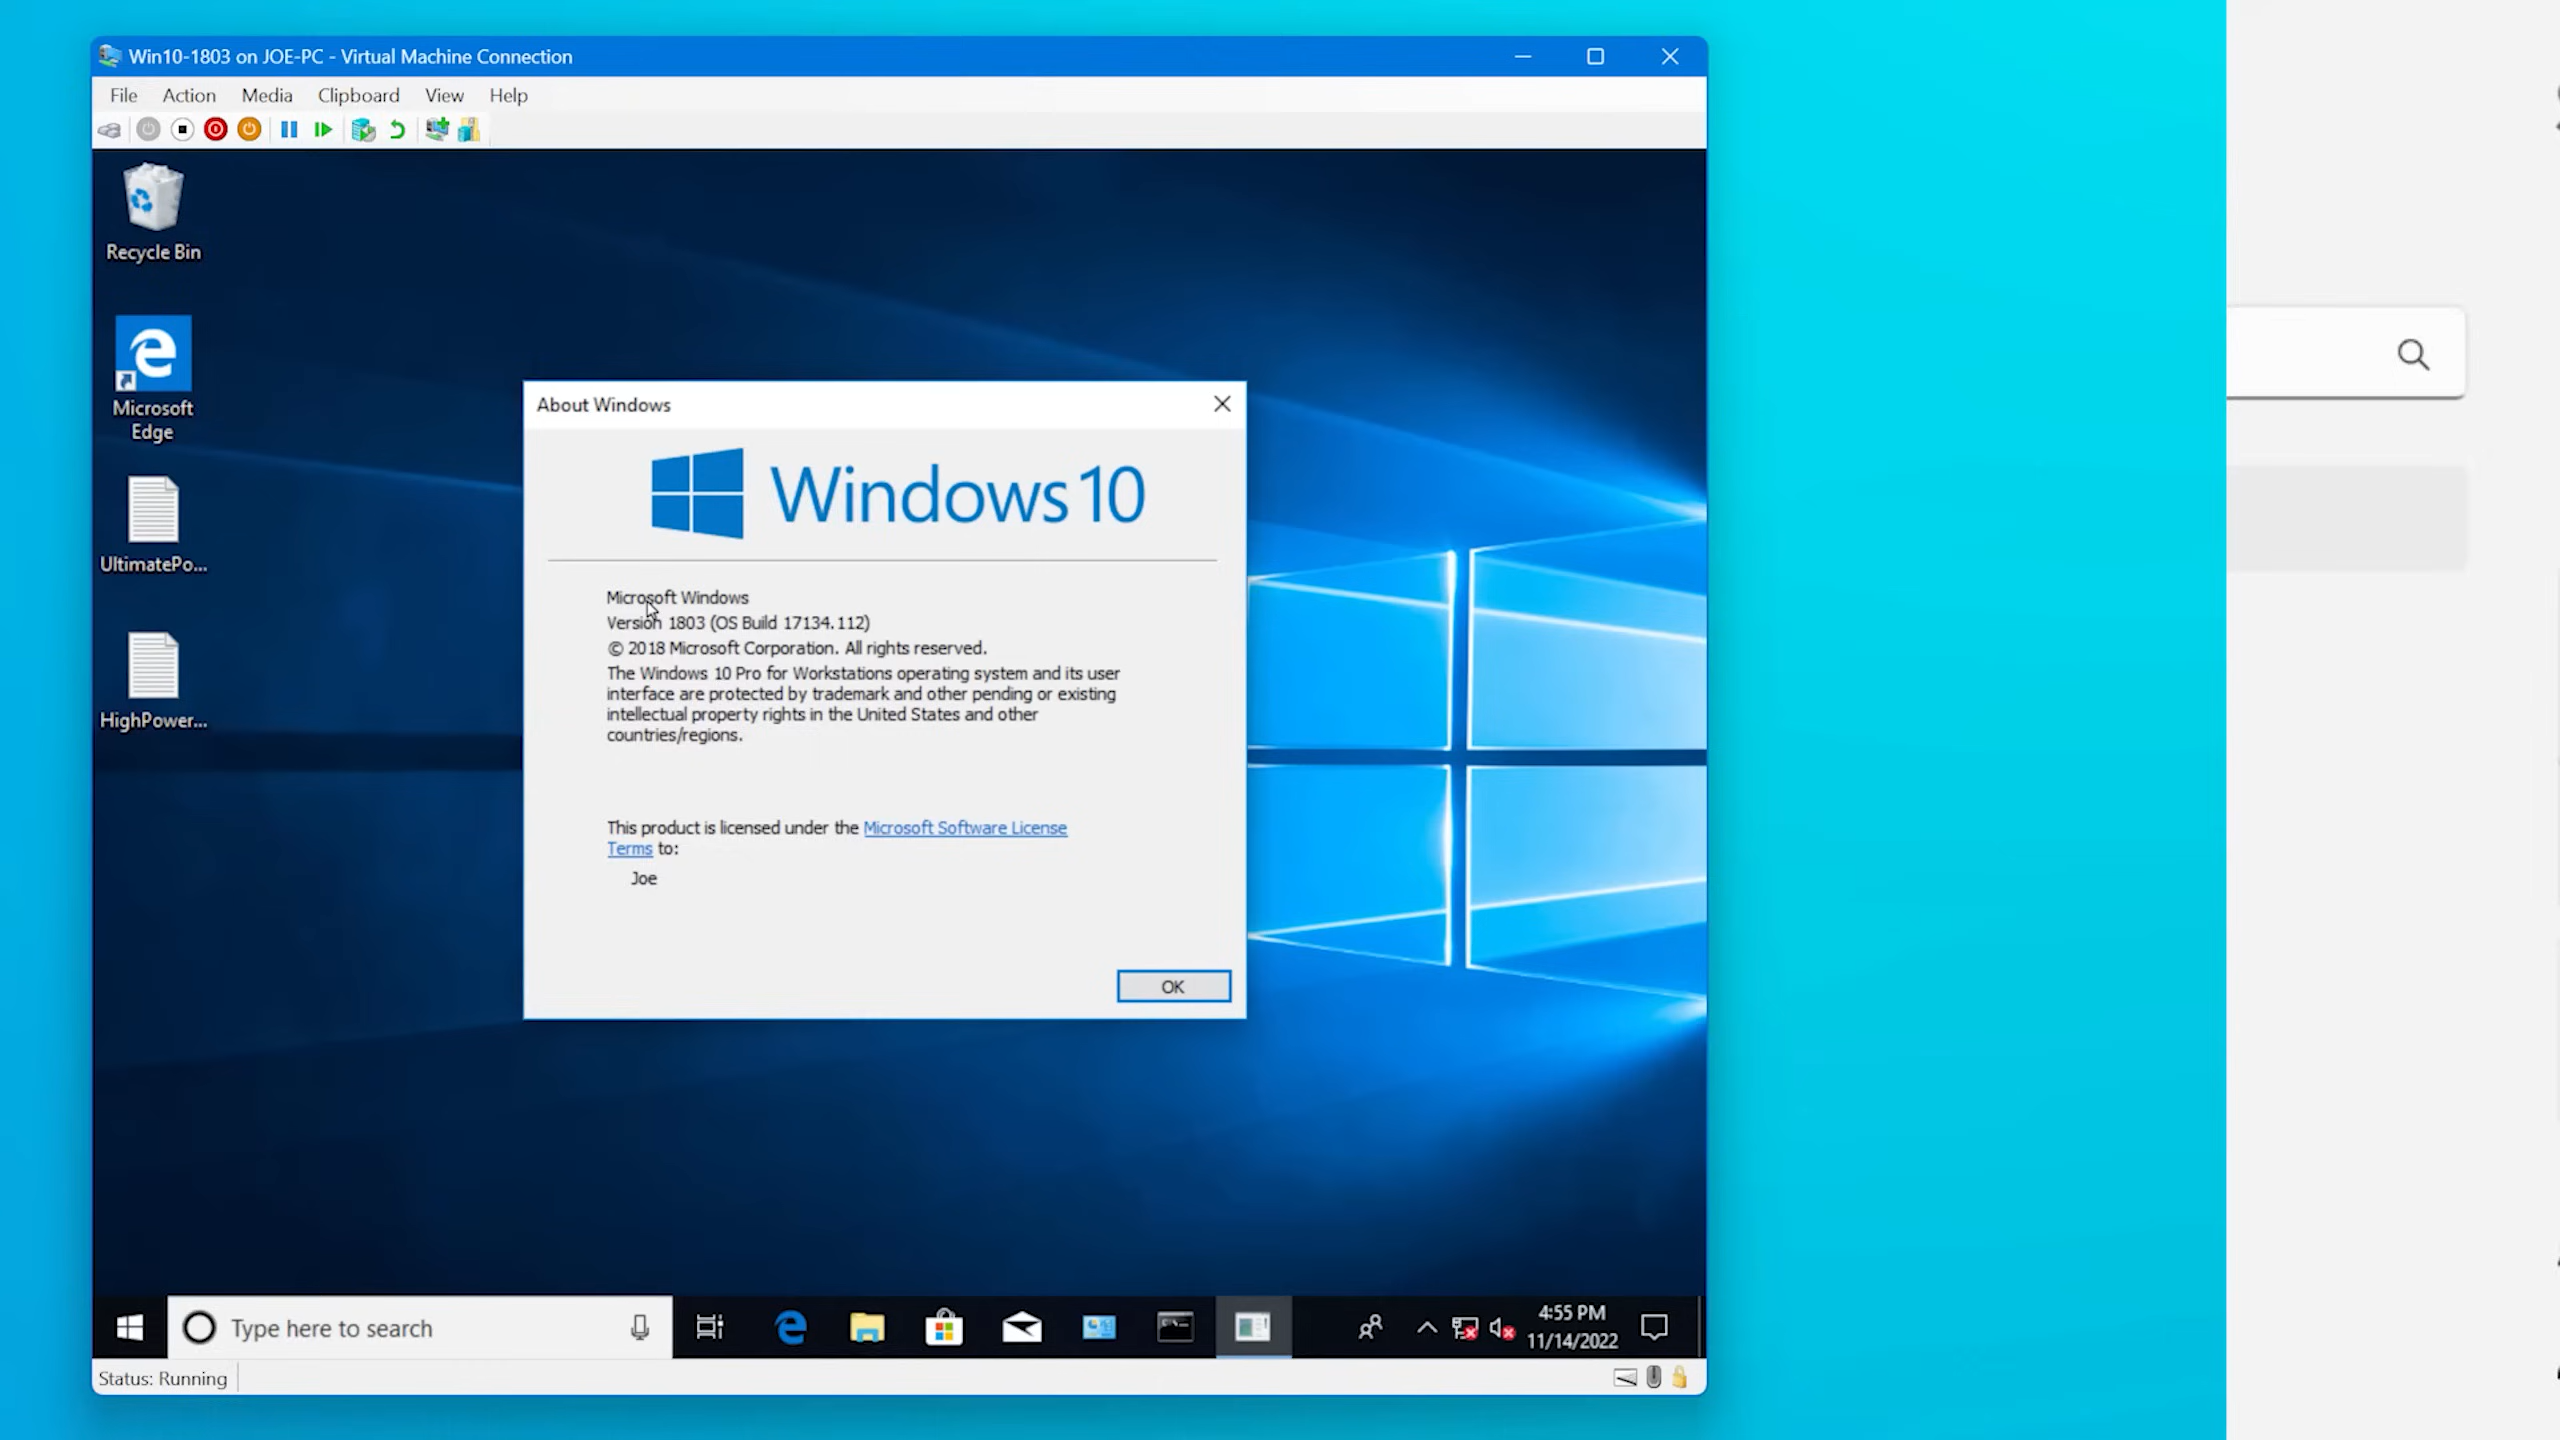 Win10-1803 on JOE-PC - Virtual Machine Connection
File Action Media Clipboard View Help
Recycle Bin
Microsoft
Edge
UltimatePo...
HighPower...
About Windows
Windows 10
Microsoft Windows
Version 1803 (OS Build 17134.112)
© 2018 Microsoft Corporation. All rights reserved.
The Windows 10 Pro for Workstations operating system and its user
interface are protected by trademark and other pending or existing
intellectual property rights in the United States and other
countries/regions.
This product is licensed under the Microsoft Software License
Terms to:
Joe
OK
Type here to search
4:55 PM
11/14/2022
Status: Running